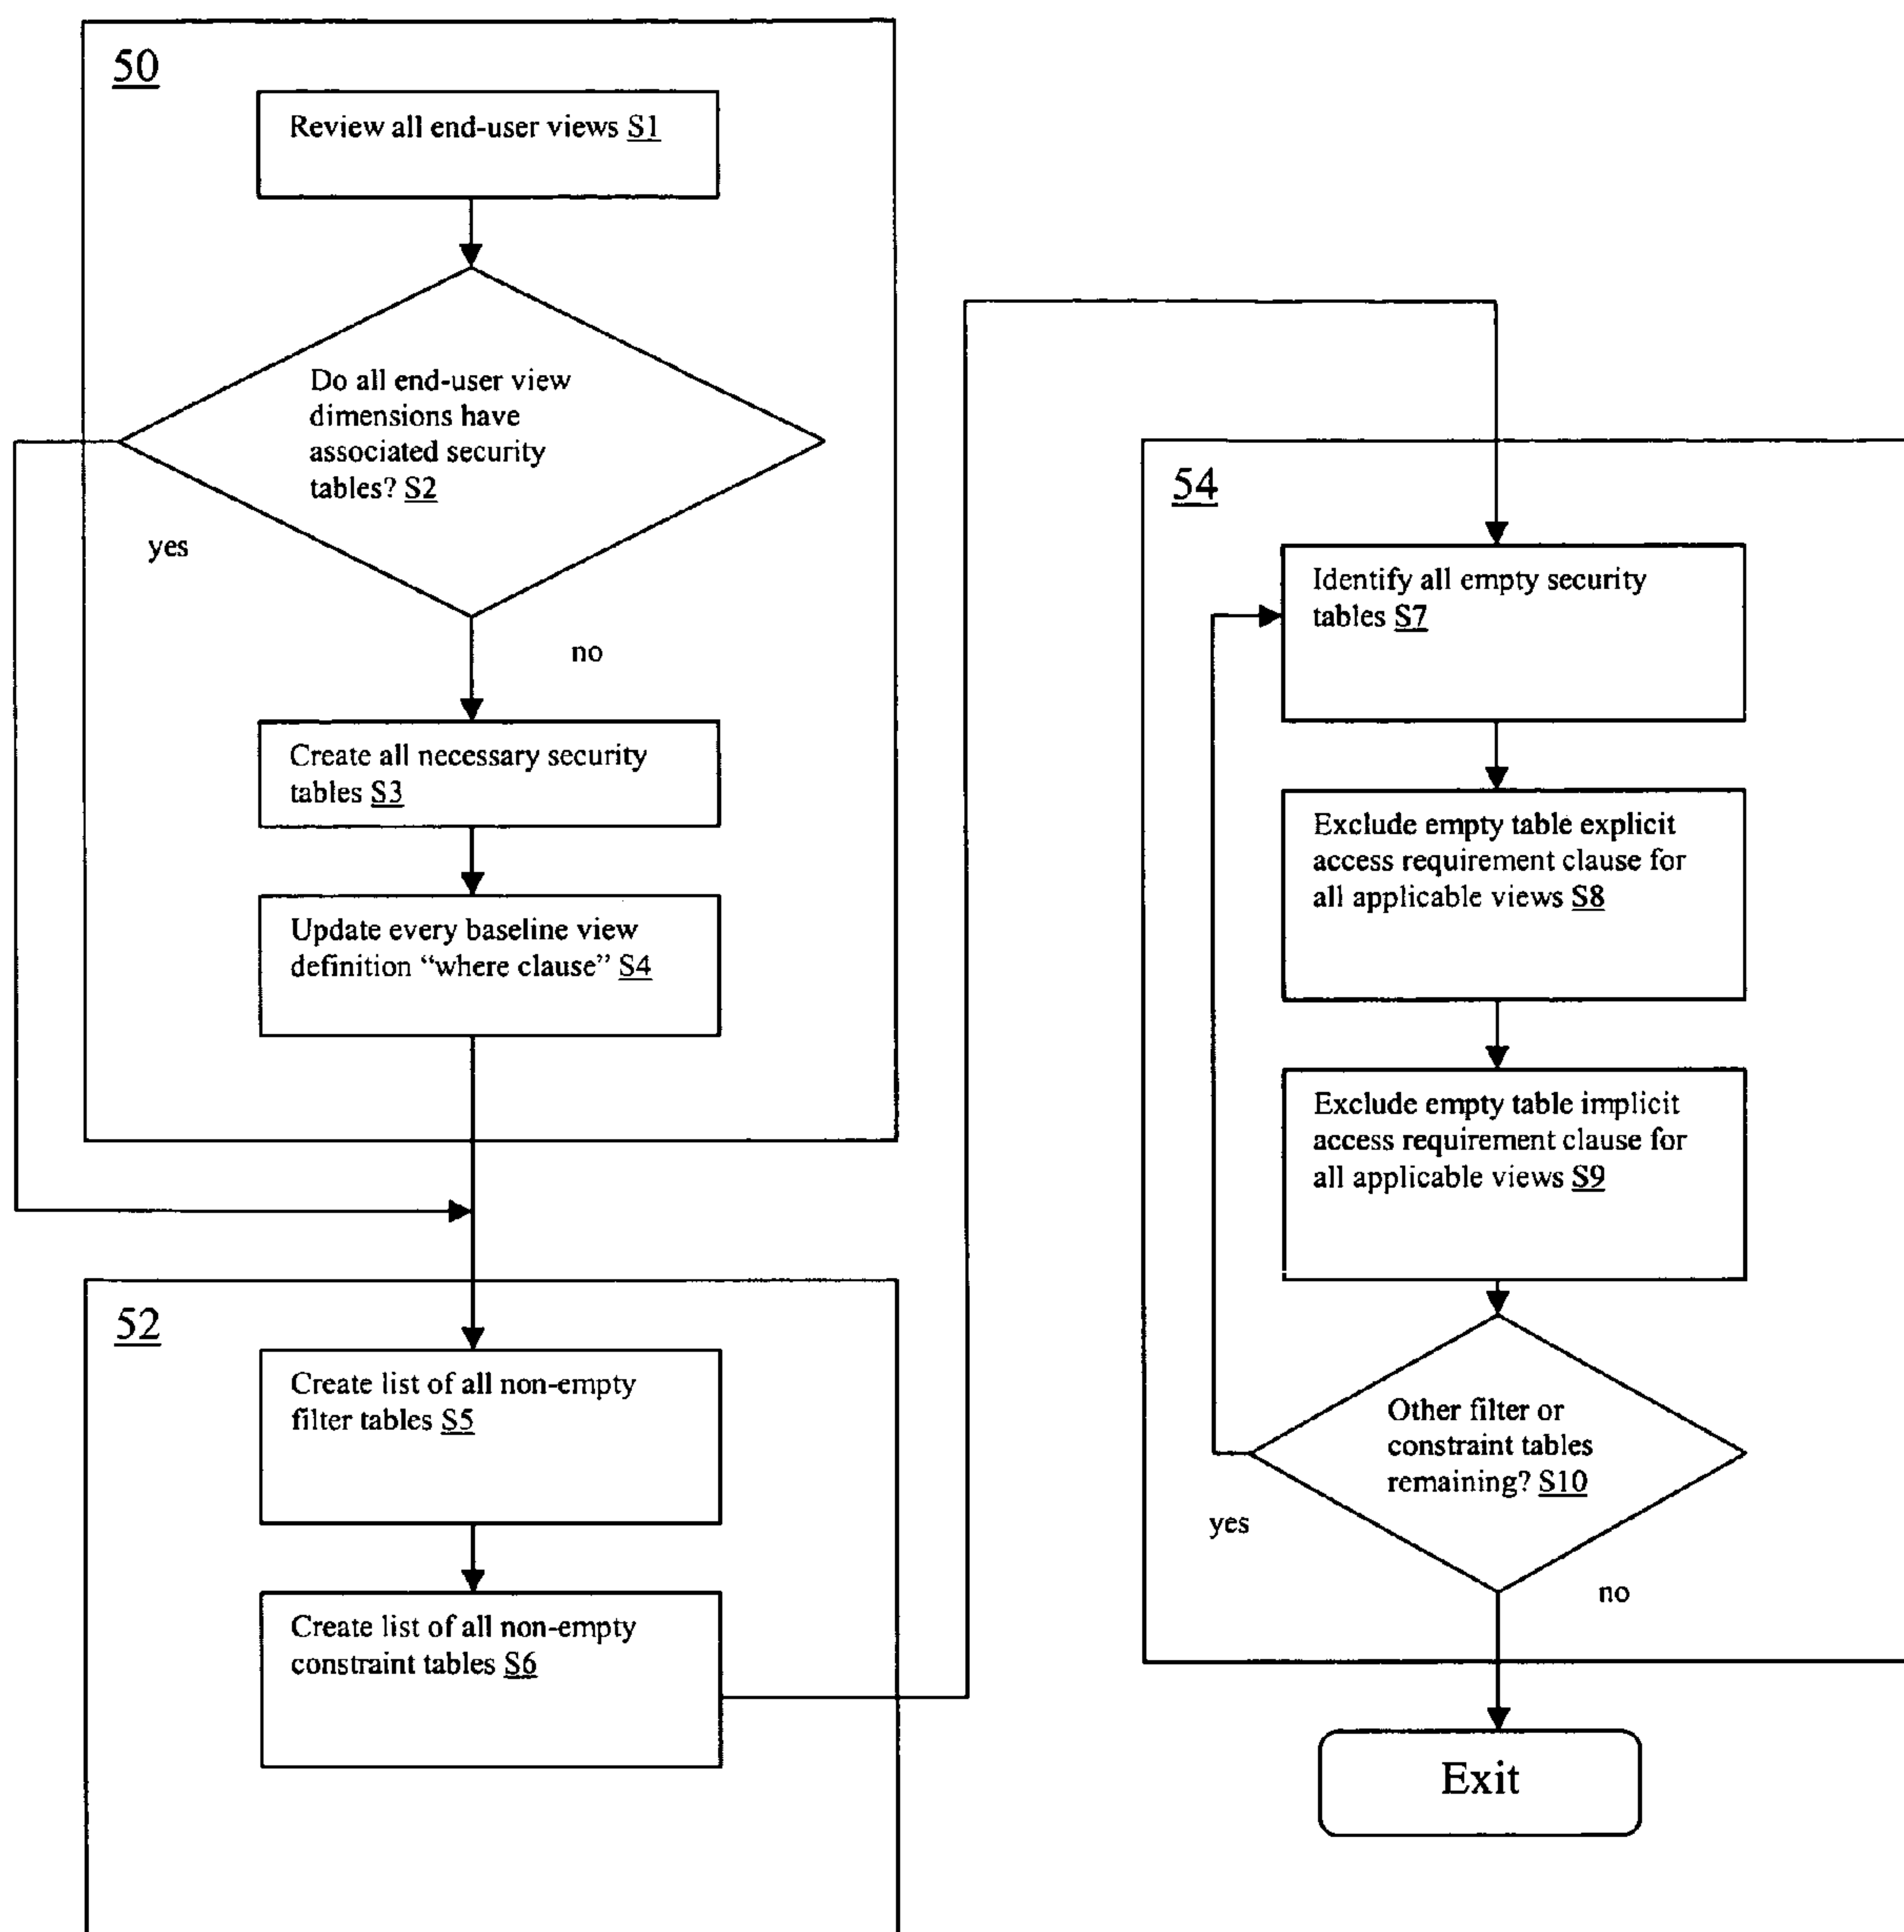 50
Review all end-user views S1
Do all end-user view
dimensions have
associated security
tables? S2
yes
no
Create all necessary security
tables S3
Update every baseline view
definition “where clause” S4
52
Create list of all non-empty
filter tables S5
Create list of all non-empty
constraint tables S6
54
Identify all empty security
tables S7
Exclude empty table explicit
access requirement clause for
all applicable views S8
Exclude empty table implicit
access requirement clause for
all applicable views S9
Other filter or
constraint tables
remaining? S10
yes
no
Exit